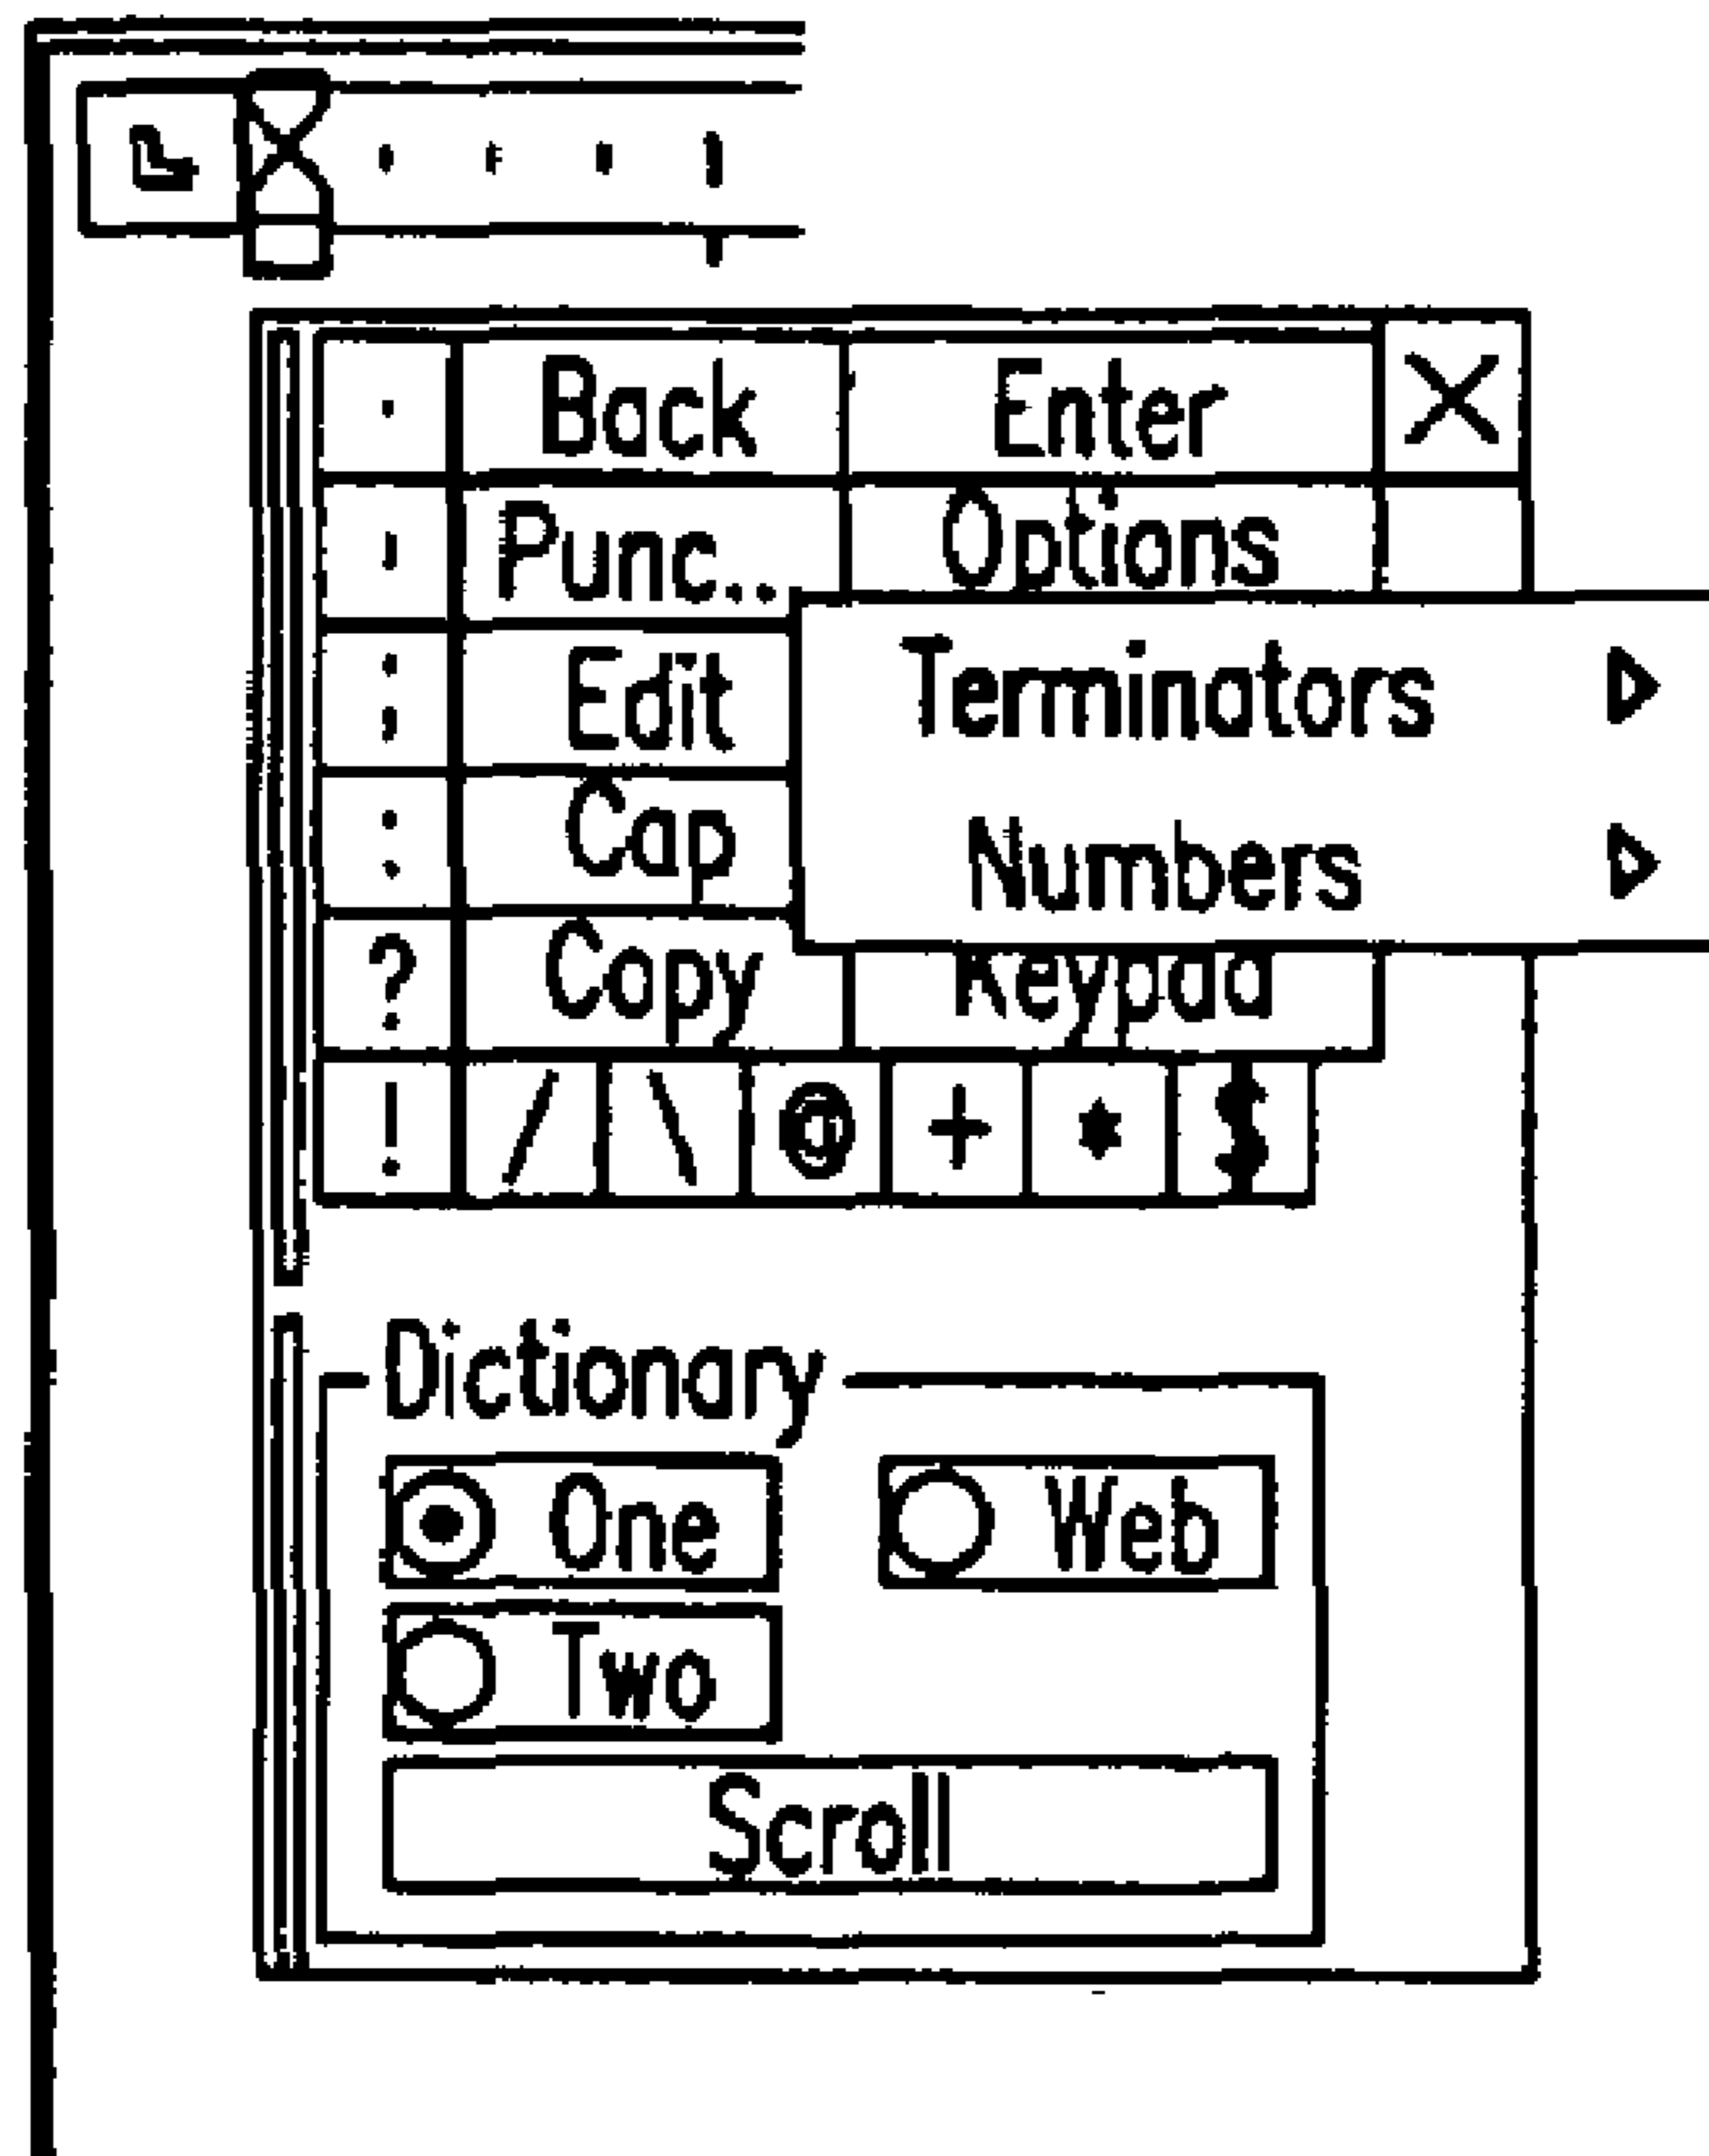 . Back Enter X
, Punc.. Options
; Edit Terminators
: Cap Numbers
? Copy Keypad
! / \ @ + * $
Dictionary
One Web
Two
Scroll